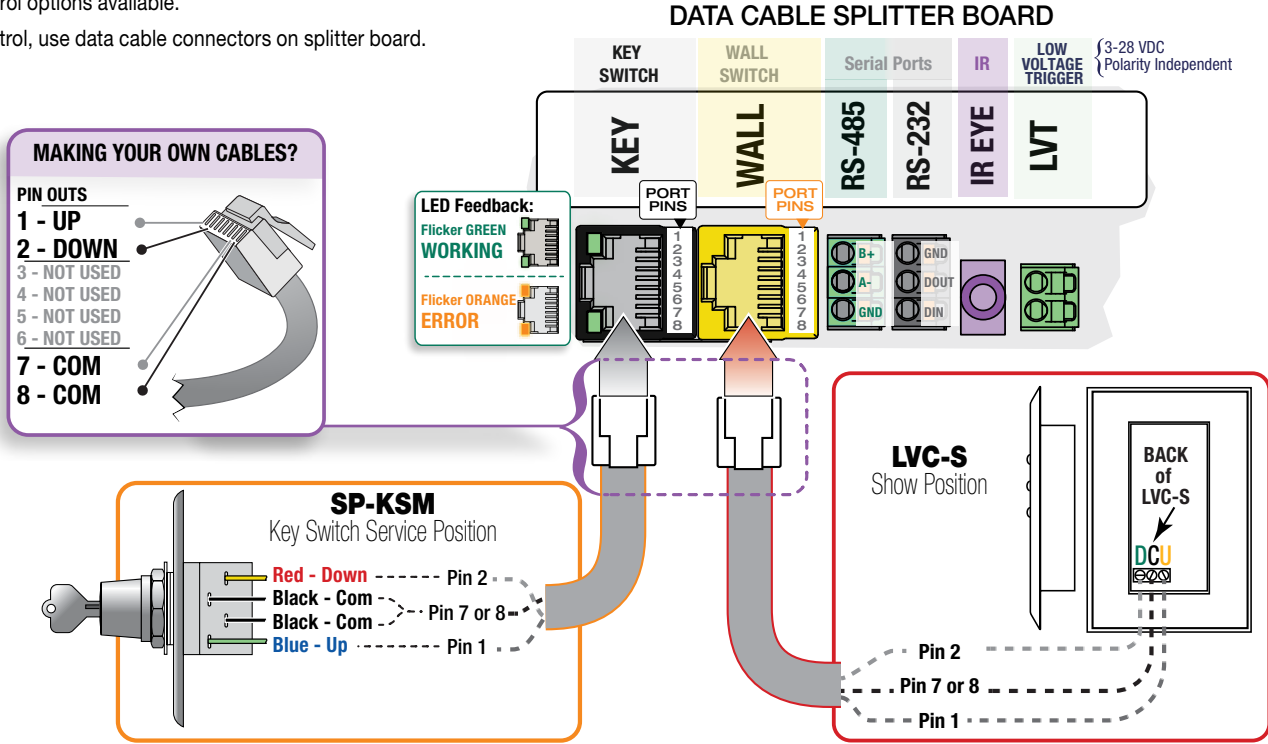 rol options available.
trol, use data cable connectors on splitter board.
DATA CABLE SPLITTER BOARD
KEY
SWITCH
WALL
SWITCH
Serial Ports
IR
LOW
VOLTAGE
TRIGGER
3-28 VDC
Polarity Independent
KEY
WALL
RS-485
RS-232
IR EYE
LVT
MAKING YOUR OWN CABLES?
PIN OUTS
1 - UP
2 - DOWN
3 - NOT USED
4 - NOT USED
5 - NOT USED
6 - NOT USED
7 - COM
8 - COM
LED Feedback:
Flicker GREEN
WORKING
Flicker ORANGE
ERROR
PORT
PINS
1
2
3
4
5
6
7
8
PORT
PINS
1
2
3
4
5
6
7
8
B+
A-
GND
GND
DOUT
DIN
SP-KSM
Key Switch Service Position
Red - Down
Pin 2
Black - Com
Black - Com
Pin 7 or 8
Blue - Up
Pin 1
LVC-S
Show Position
BACK
of
LVC-S
DCU
Pin 2
Pin 7 or 8
Pin 1